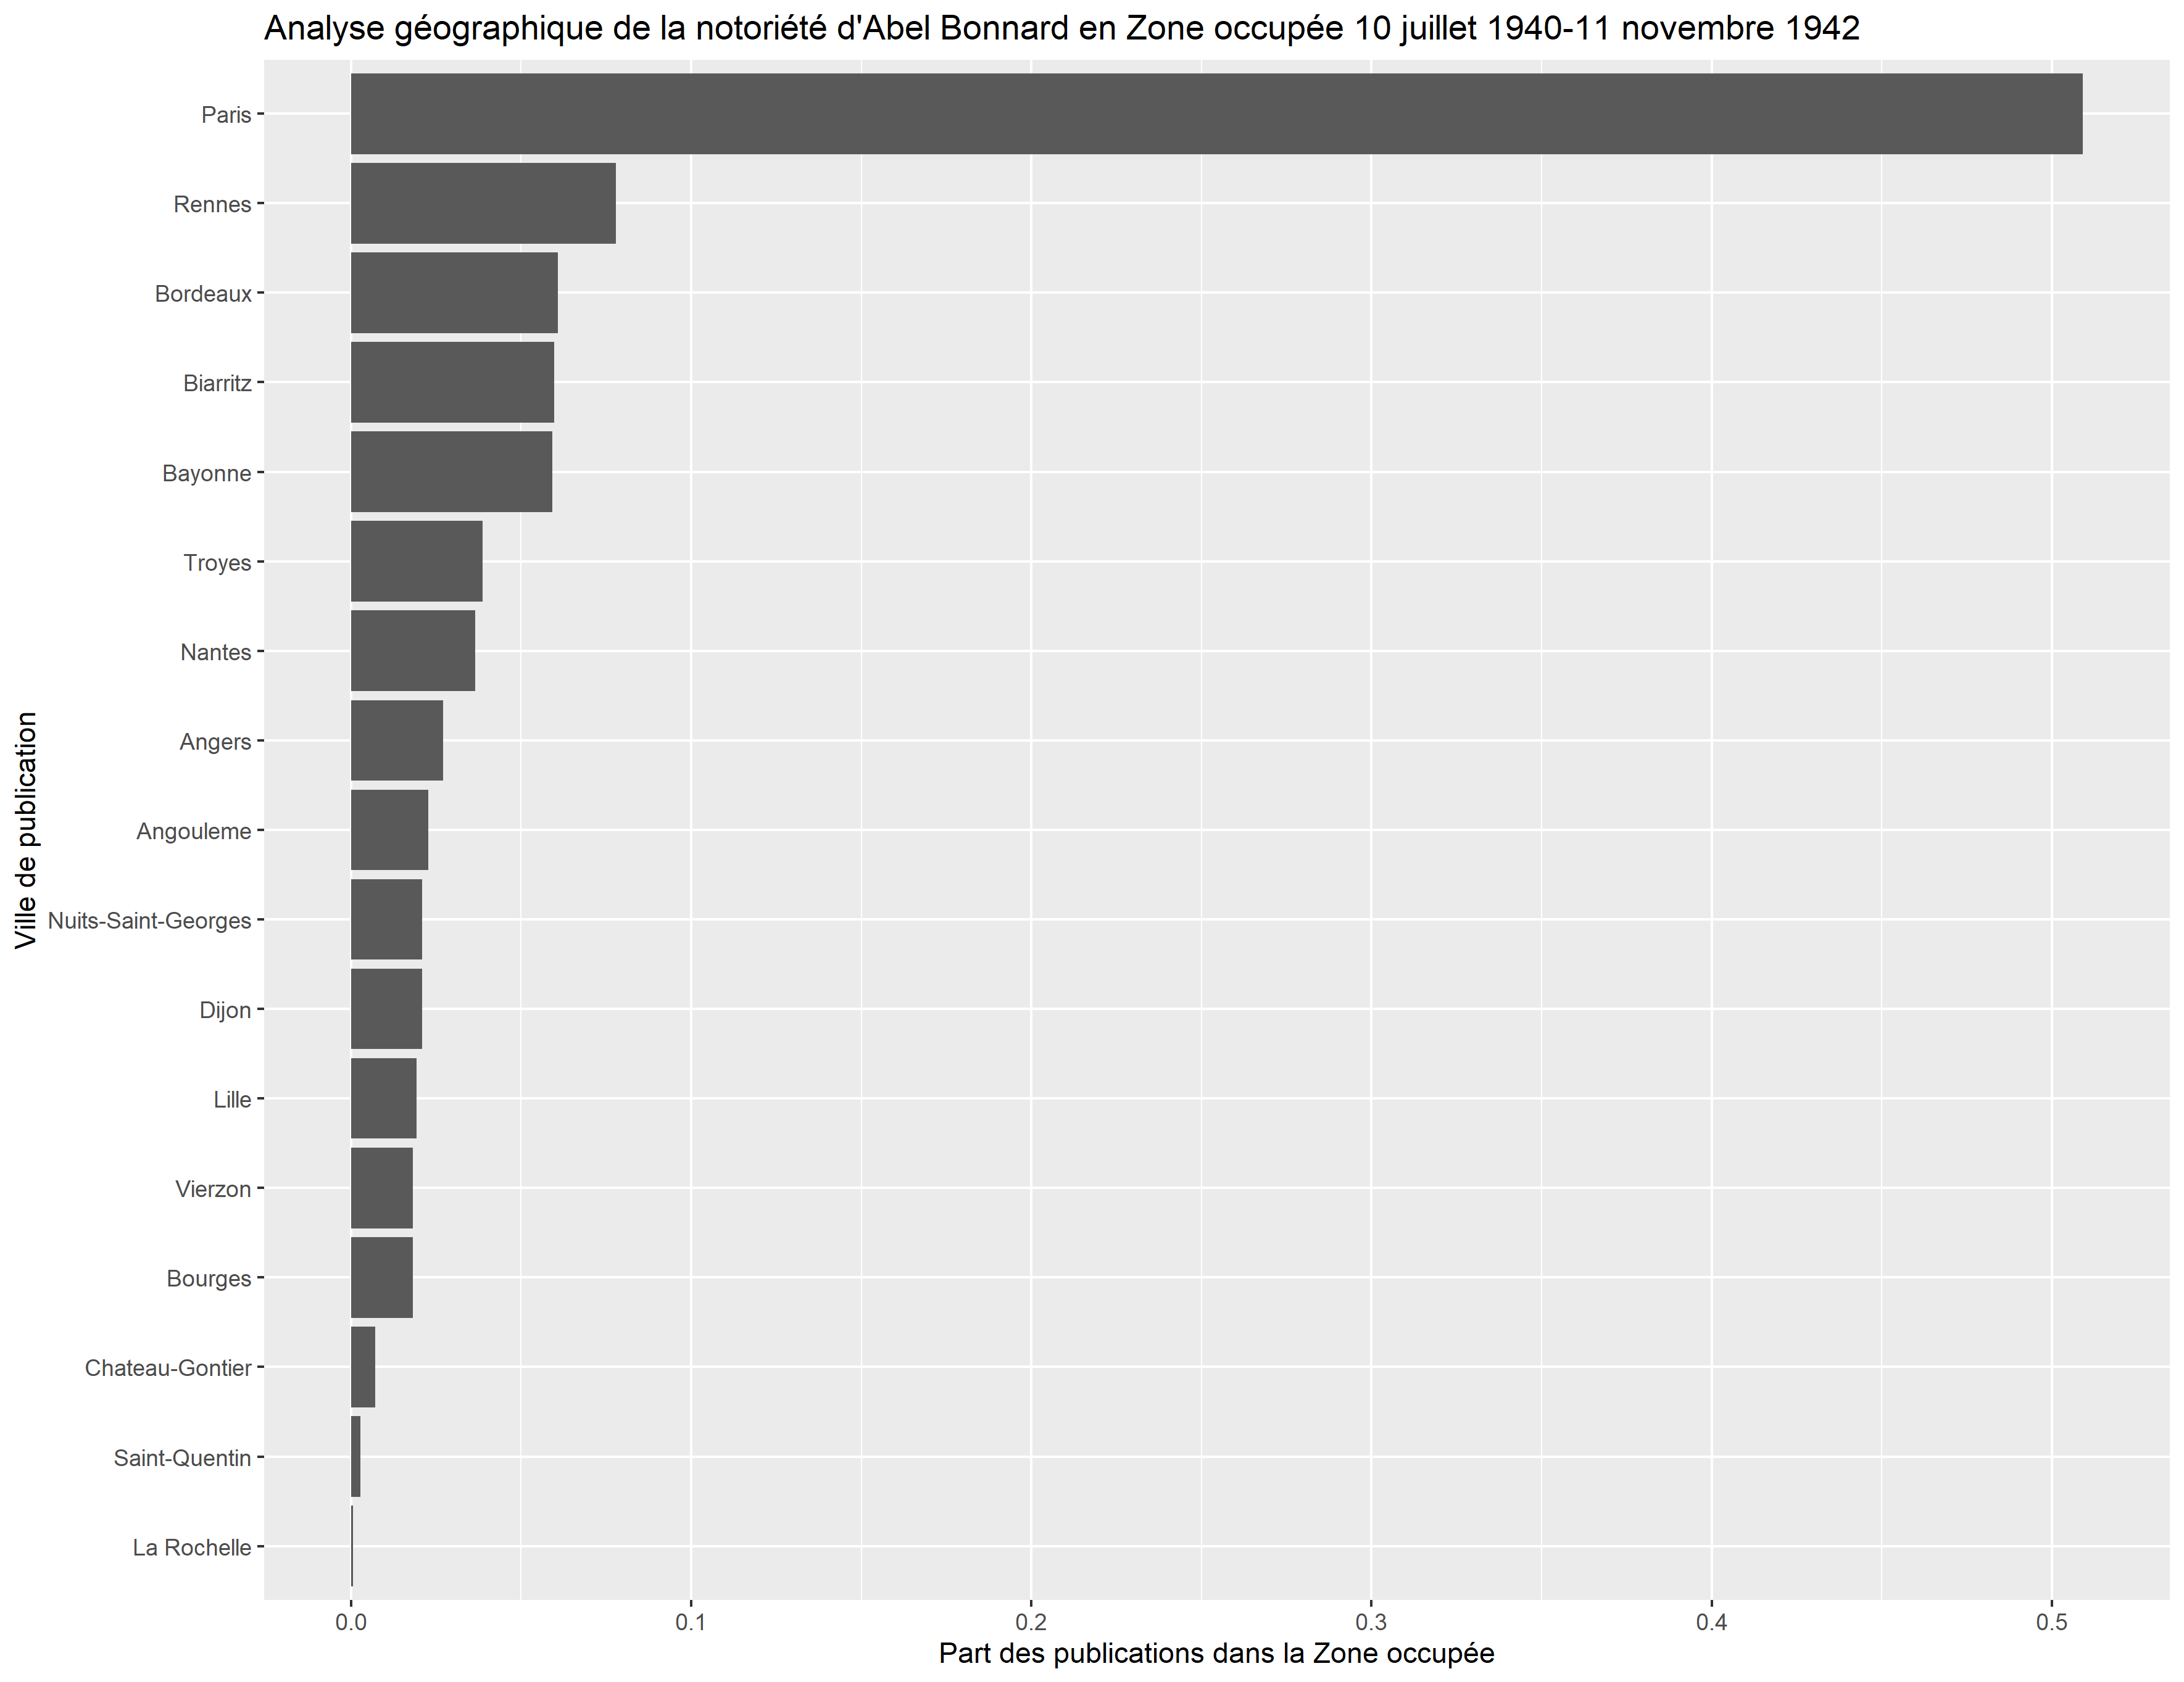 Analyse géographique de la notoriété d'Abel Bonnard en Zone occupée 10 juillet 1940-11 novembre 1942
Ville de publication
Paris
Rennes
Bordeaux
Biarritz
Bayonne
Troyes
Nantes
Angers
Angouleme
Nuits-Saint-Georges
Dijon
Lille
Vierzon
Bourges
Chateau-Gontier
Saint-Quentin
La Rochelle
0.0 0.1 0.2 0.3 0.4 0.5
Part des publications dans la Zone occupée